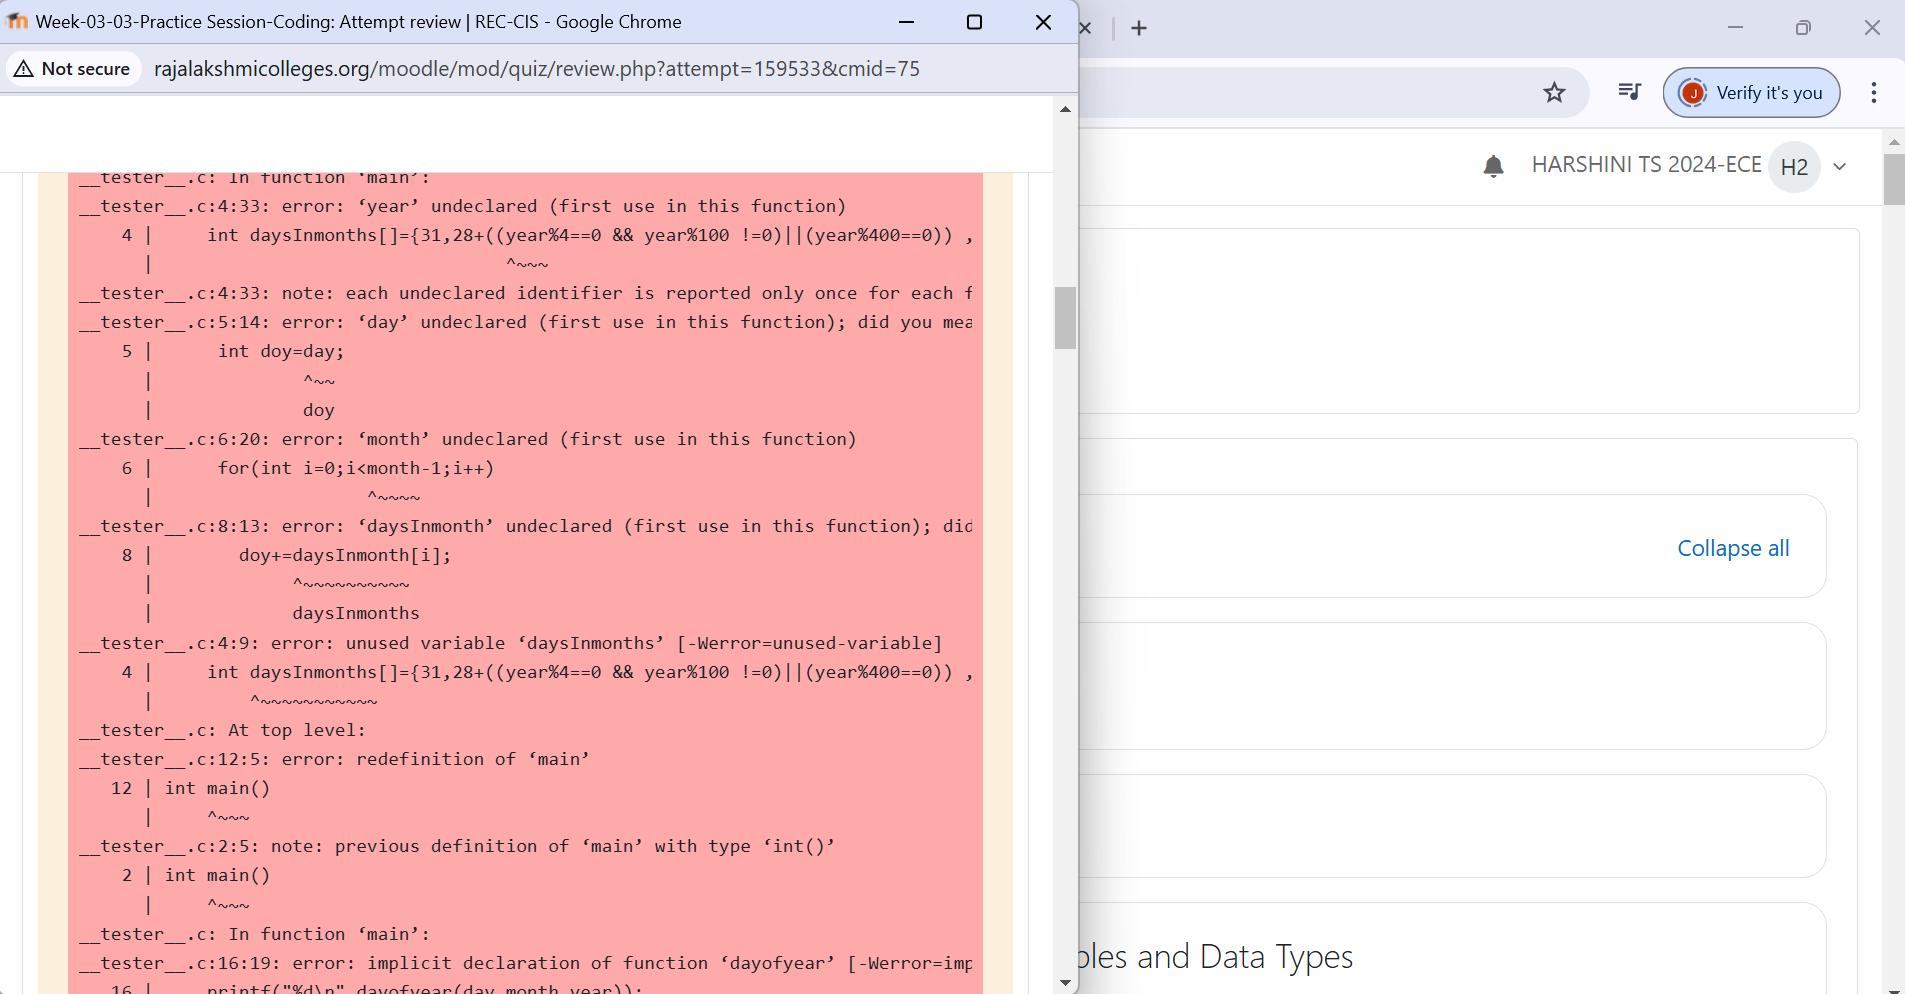 Week-03-03-Practice Session-Coding: Attempt review | REC-CIS - Google Chrome
Not secure
rajalakshmicolleges.org/moodle/mod/quiz/review.php?attempt=159533&cmid=75
J
Verify it's you
HARSHINI TS 2024-ECE
H2
__tester__.c: In function ‘main’:
__tester__.c:4:33: error: ‘year’ undeclared (first use in this function)
4 | int daysInmonths[]={31,28+((year%4==0 && year%100 !=0)||(year%400==0)) ,
| ^~~~
__tester__.c:4:33: note: each undeclared identifier is reported only once for each f
__tester__.c:5:14: error: ‘day’ undeclared (first use in this function); did you mea
5 | int doy=day;
| ^~~
| doy
__tester__.c:6:20: error: ‘month’ undeclared (first use in this function)
6 | for(int i=0;i<month-1;i++)
| ^~~~~
__tester__.c:8:13: error: ‘daysInmonth’ undeclared (first use in this function); did
8 | doy+=daysInmonth[i];
| ^~~~~~~~~~~
| daysInmonths
__tester__.c:4:9: error: unused variable ‘daysInmonths’ [-Werror=unused-variable]
4 | int daysInmonths[]={31,28+((year%4==0 && year%100 !=0)||(year%400==0)) ,
| ^~~~~~~~~~~~
__tester__.c: At top level:
__tester__.c:12:5: error: redefinition of ‘main’
12 | int main()
| ^~~~
__tester__.c:2:5: note: previous definition of ‘main’ with type ‘int()’
2 | int main()
| ^~~~
__tester__.c: In function ‘main’:
__tester__.c:16:19: error: implicit declaration of function ‘dayofyear’ [-Werror=imp
16 | printf("%d\n",dayofyear(day,month,year));
Collapse all
bles and Data Types